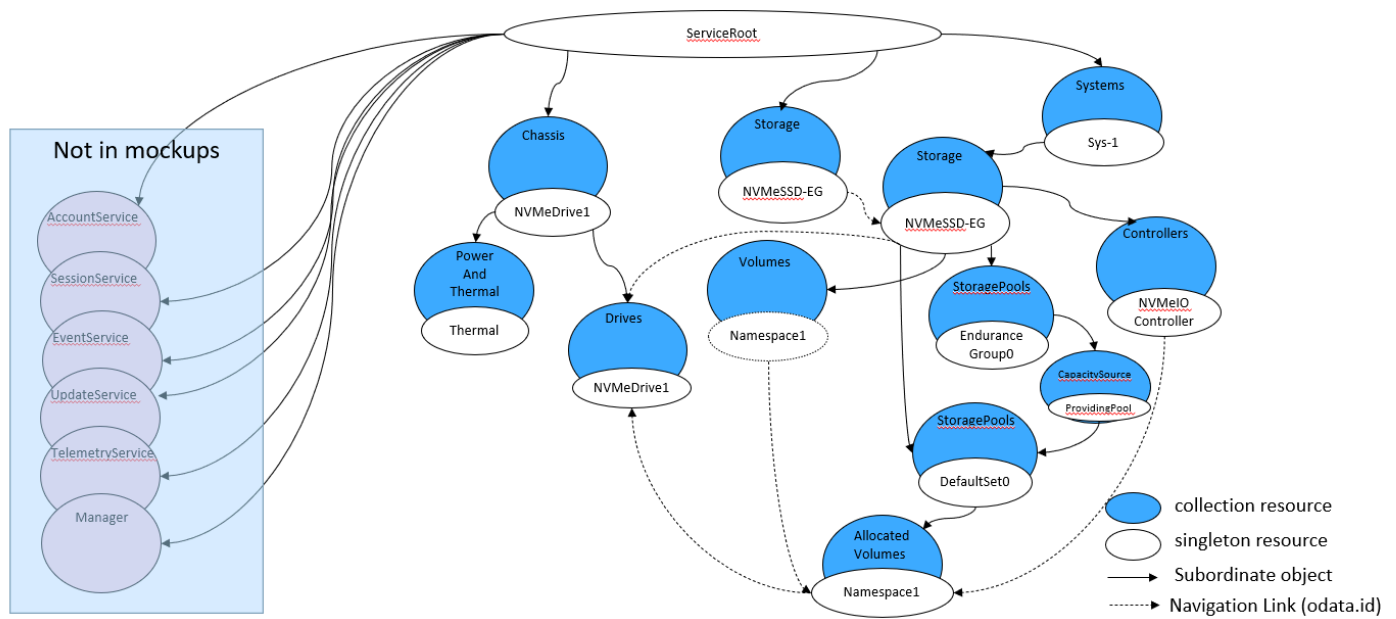 ServiceRoot
Systems
Sys-1
Storage
NVMeSSD-EG
Storage
NVMeSSD-EG
Chassis
NVMeDrive1
Not in mockups
AccountService
SessionService
EventService
UpdateService
TelemetryService
Manager
Power
And
Thermal
Thermal
Drives
NVMeDrive1
Volumes
Namespace1
StoragePools
Endurance
Group0
Controllers
NVMeIO
Controller
CapacitySource
ProvidingPool
StoragePools
DefaultSet0
Allocated
Volumes
Namespace1
collection resource
singleton resource
Subordinate object
Navigation Link (odata.id)